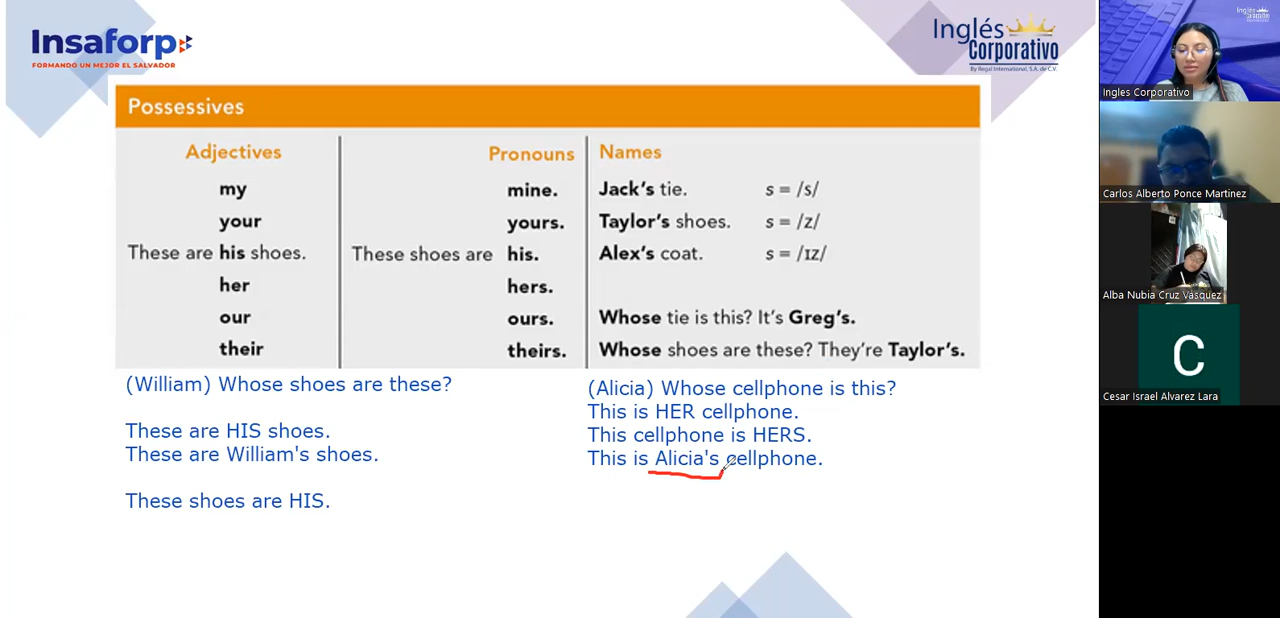 Insaforp
FORMANDO UN MEJOR EL SALVADOR
Inglés
Corporativo
By Regal International, S.A. de C.V.
Possessives
Adjectives
my
your
These are his shoes.
her
our
their
Pronouns
mine.
yours.
These shoes are his.
hers.
ours.
theirs.
Names
Jack's tie. s = /s/
Taylor's shoes. s = /z/
Alex's coat. s = /ɪz/
Whose tie is this? It's Greg's.
Whose shoes are these? They're Taylor's.
(William) Whose shoes are these?
These are HIS shoes.
These are William's shoes.
These shoes are HIS.
(Alicia) Whose cellphone is this?
This is HER cellphone.
This cellphone is HERS.
This is Alicia's cellphone.
Ingles Corporativo
Carlos Alberto Ponce Martinez
Alba Nubia Cruz Vásquez
C
Cesar Israel Alvarez Lara